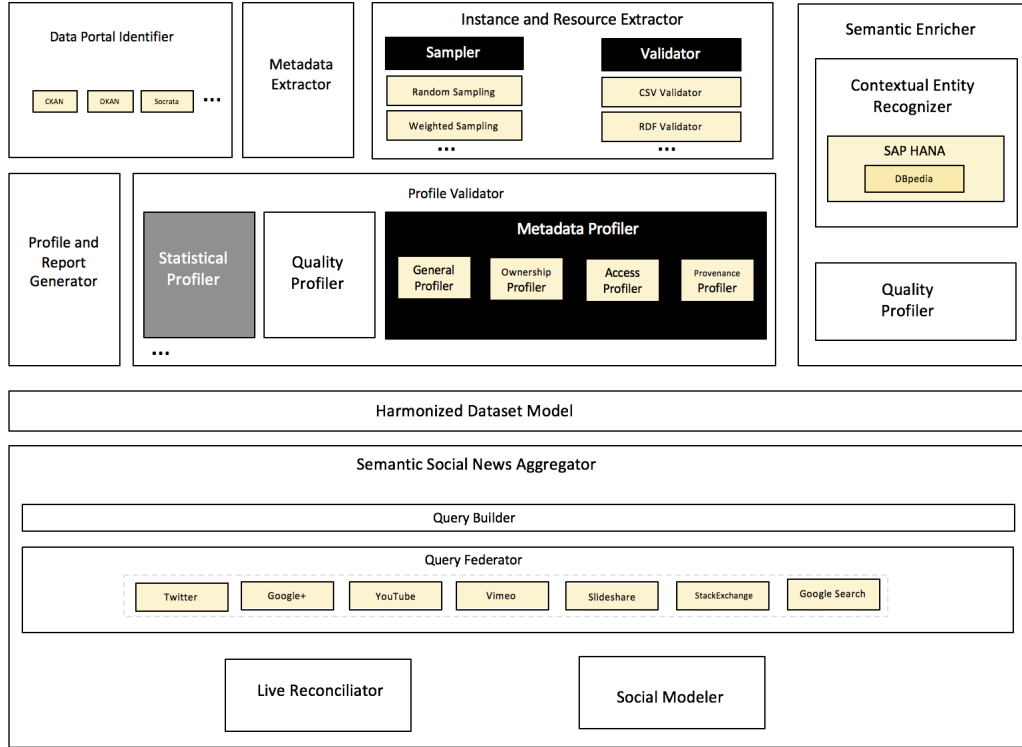 Data Portal Identifier
CKAN
DKAN
Socrata
...
Metadata
Extractor
Instance and Resource Extractor
Sampler
Random Sampling
Weighted Sampling
...
Validator
CSV Validator
RDF Validator
...
Semantic Enricher
Contextual Entity
Recognizer
SAP HANA
DBpedia
Quality
Profiler
Profile and
Report
Generator
Profile Validator
Statistical
Profiler
...
Quality
Profiler
Metadata Profiler
General
Profiler
Ownership
Profiler
Access
Profiler
Provenance
Profiler
Harmonized Dataset Model
Semantic Social News Aggregator
Query Builder
Query Federator
Twitter
Google+
YouTube
Vimeo
Slideshare
StackExchange
Google Search
Live Reconciliator
Social Modeler